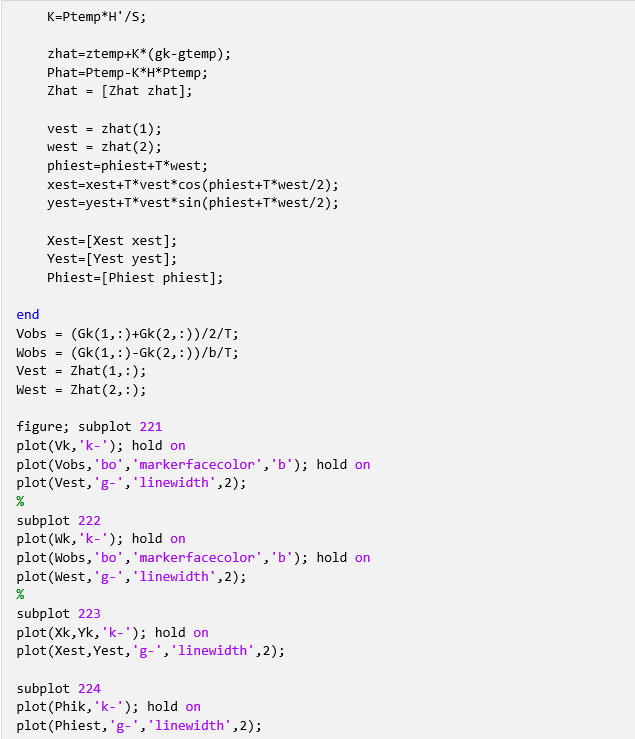 K=Ptemp*H'/S;
zhat=ztemp+K*(gk-gtemp);
Phat=Ptemp-K*H*Ptemp;
Zhat = [Zhat zhat];
vest = zhat(1);
west = zhat(2);
phiest=phiest+T*west;
xest=xest+T*vest*cos(phiest+T*west/2);
yest=yest+T*vest*sin(phiest+T*west/2);
Xest=[Xest xest];
Yest=[Yest yest];
Phiest=[Phiest phiest];
end
Vobs = (Gk(1,:)+Gk(2,:))/2/T;
Wobs = (Gk(1,:)-Gk(2,:))/b/T;
Vest = Zhat(1,:);
West = Zhat(2,:);
figure; subplot 221
plot(Vk,'k-'); hold on
plot(Vobs,'bo','markerfacecolor','b'); hold on
plot(Vest,'g-','linewidth',2);
%
subplot 222
plot(Wk,'k-'); hold on
plot(Wobs,'bo','markerfacecolor','b'); hold on
plot(West,'g-','linewidth',2);
%
subplot 223
plot(Xk,Yk,'k-'); hold on
plot(Xest,Yest,'g-','linewidth',2);
subplot 224
plot(Phik,'k-'); hold on
plot(Phiest,'g-','linewidth',2);